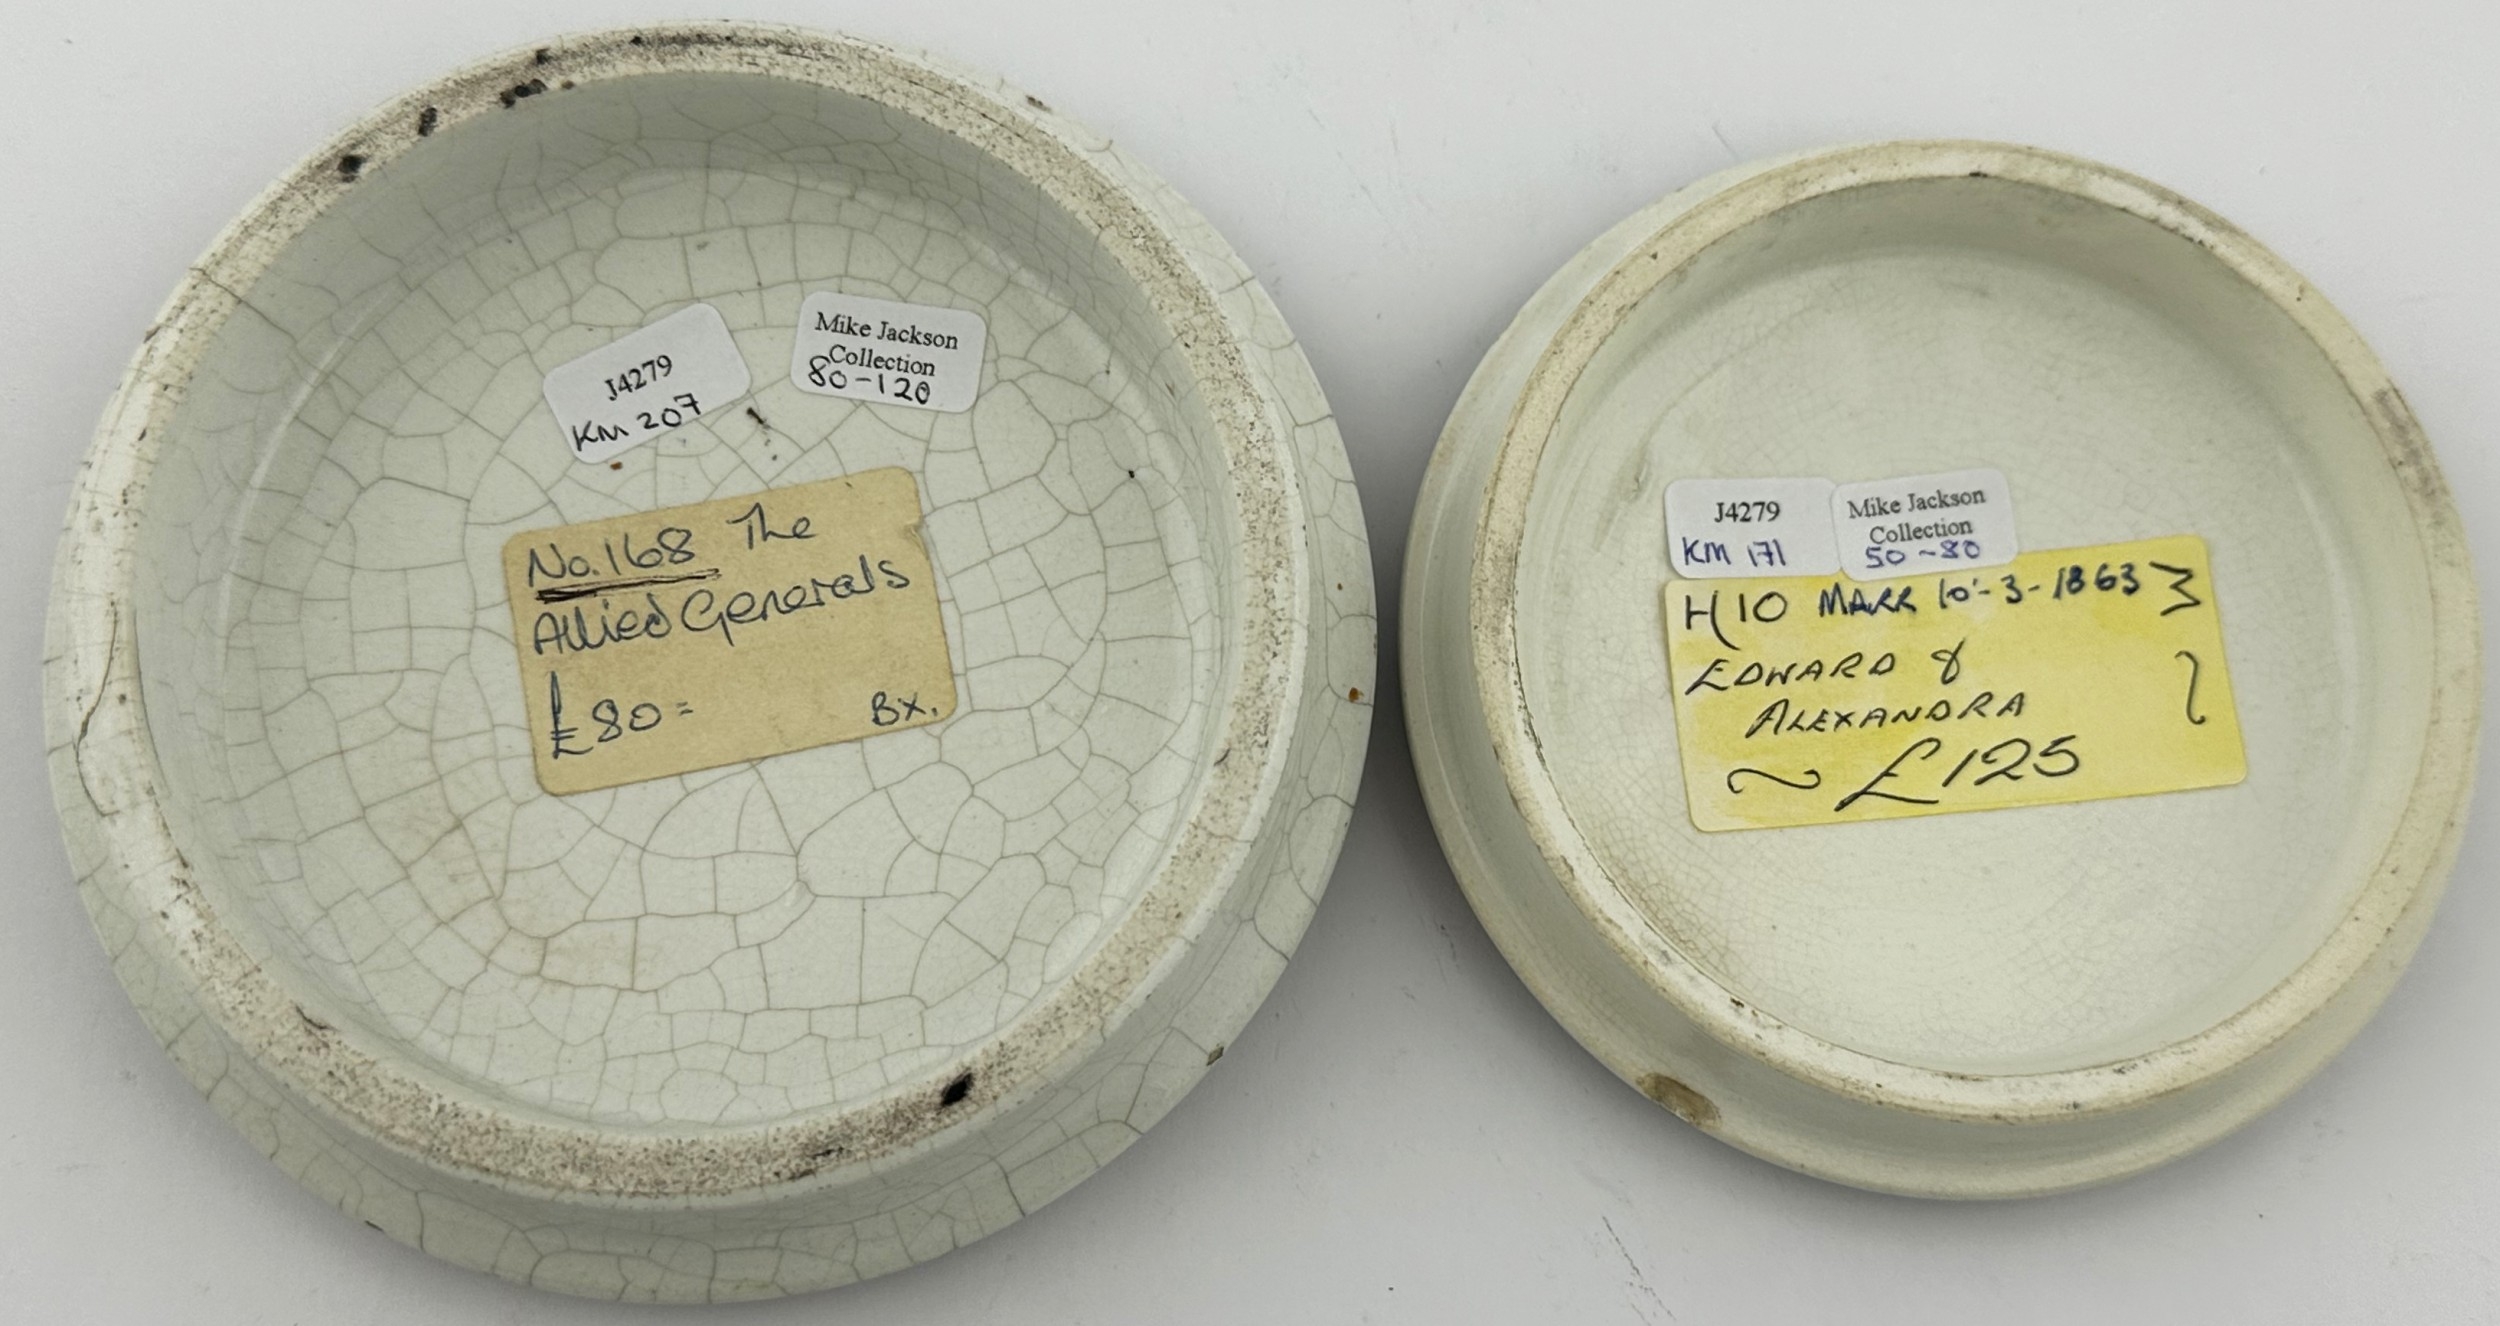 J4279
KM 207
Mike Jackson
Collection
80-120
No. 168 The
Allied Generals
£80=
BX.
J4279
KM 171
Mike Jackson
Collection
50-80
H10 MARR 10-3-1863
EDWARD &
ALEXANDRA
~ £125